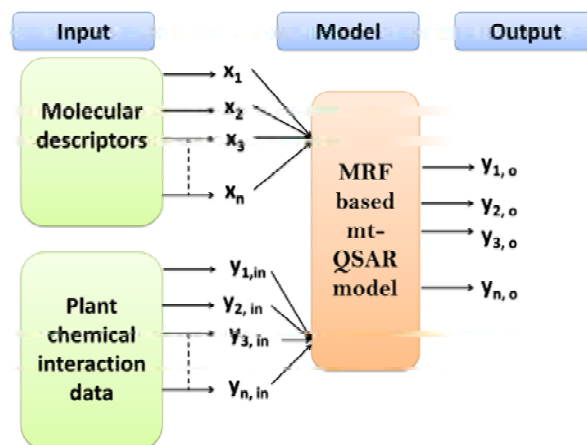 Input
Model
Output
Molecular
descriptors
x1
x2
x3
xn
Plant
chemical
interaction
data
y1,in
y2, in
y3, in
yn, in
MRF
based
mt-
QSAR
model
y1, o
y2, o
y3, o
yn, o